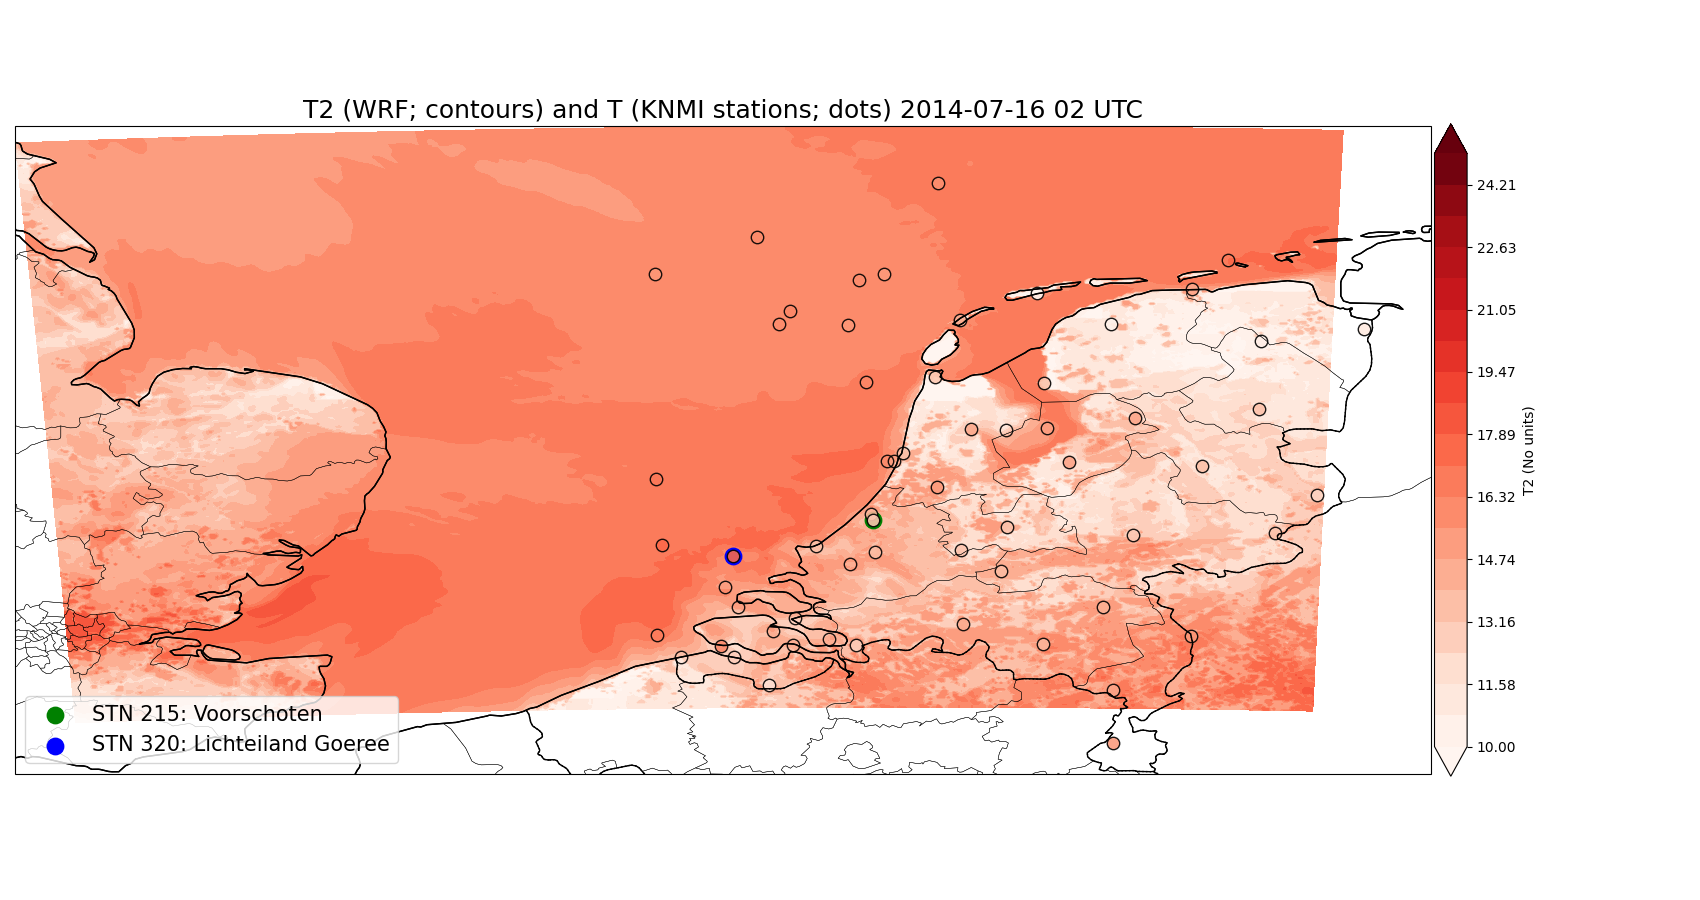 T2 (WRF; contours) and T (KNMI stations; dots) 2014-07-16 02 UTC
24.21
22.63
21.05
19.47
17.89
16.32
14.74
13.16
11.58
10.00
T2 (No units)
STN 215: Voorschoten
STN 320: Lichteiland Goeree